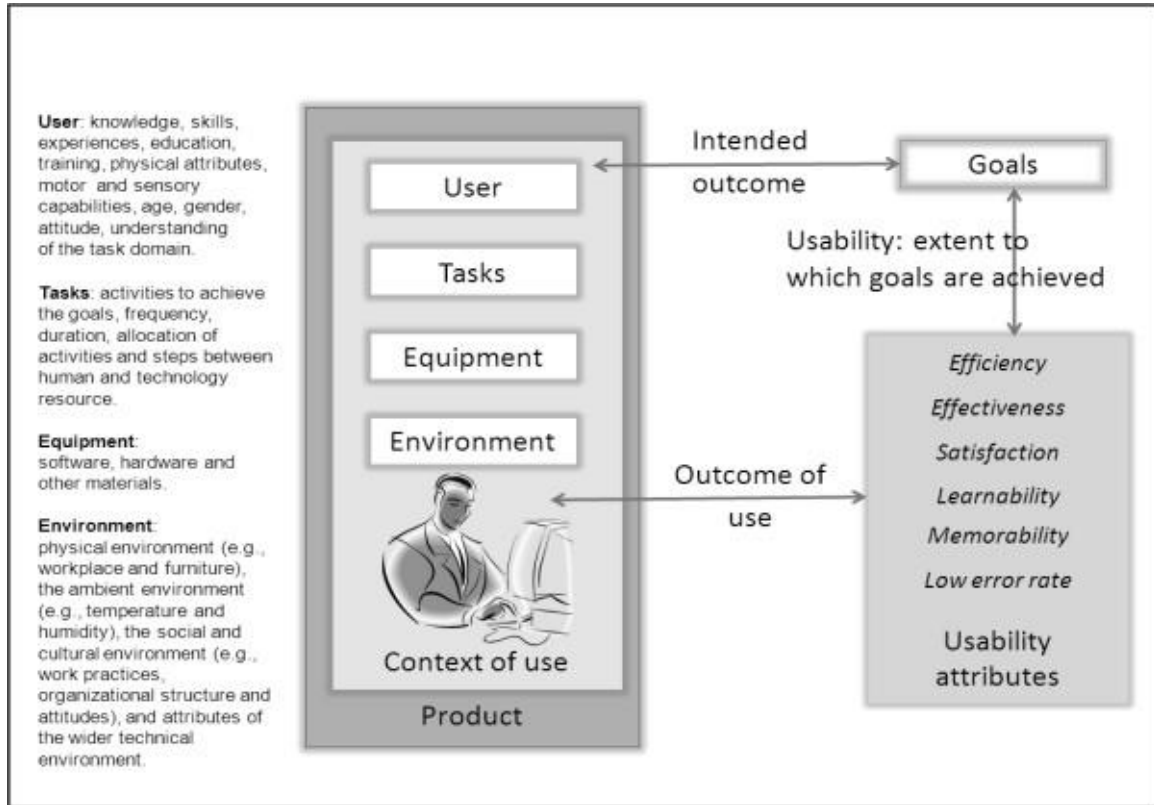 User: knowledge, skills,
experiences, education,
training, physical attributes,
motor and sensory
capabilities, age, gender,
attitude, understanding
of the task domain.
Tasks: activities to achieve
the goals, frequency,
duration, allocation of
activities and steps between
human and technology
resource.
Equipment:
software, hardware and
other materials.
Environment:
physical environment (e.g.,
workplace and furniture),
the ambient environment
(e.g., temperature and
humidity), the social and
cultural environment (e.g.,
work practices,
organizational structure and
attitudes), and attributes of
the wider technical
environment.
User
Tasks
Equipment
Environment
Context of use
Product
Intended
outcome
Goals
Usability: extent to
which goals are achieved
Outcome of
use
Efficiency
Effectiveness
Satisfaction
Learnability
Memorability
Low error rate
Usability
attributes